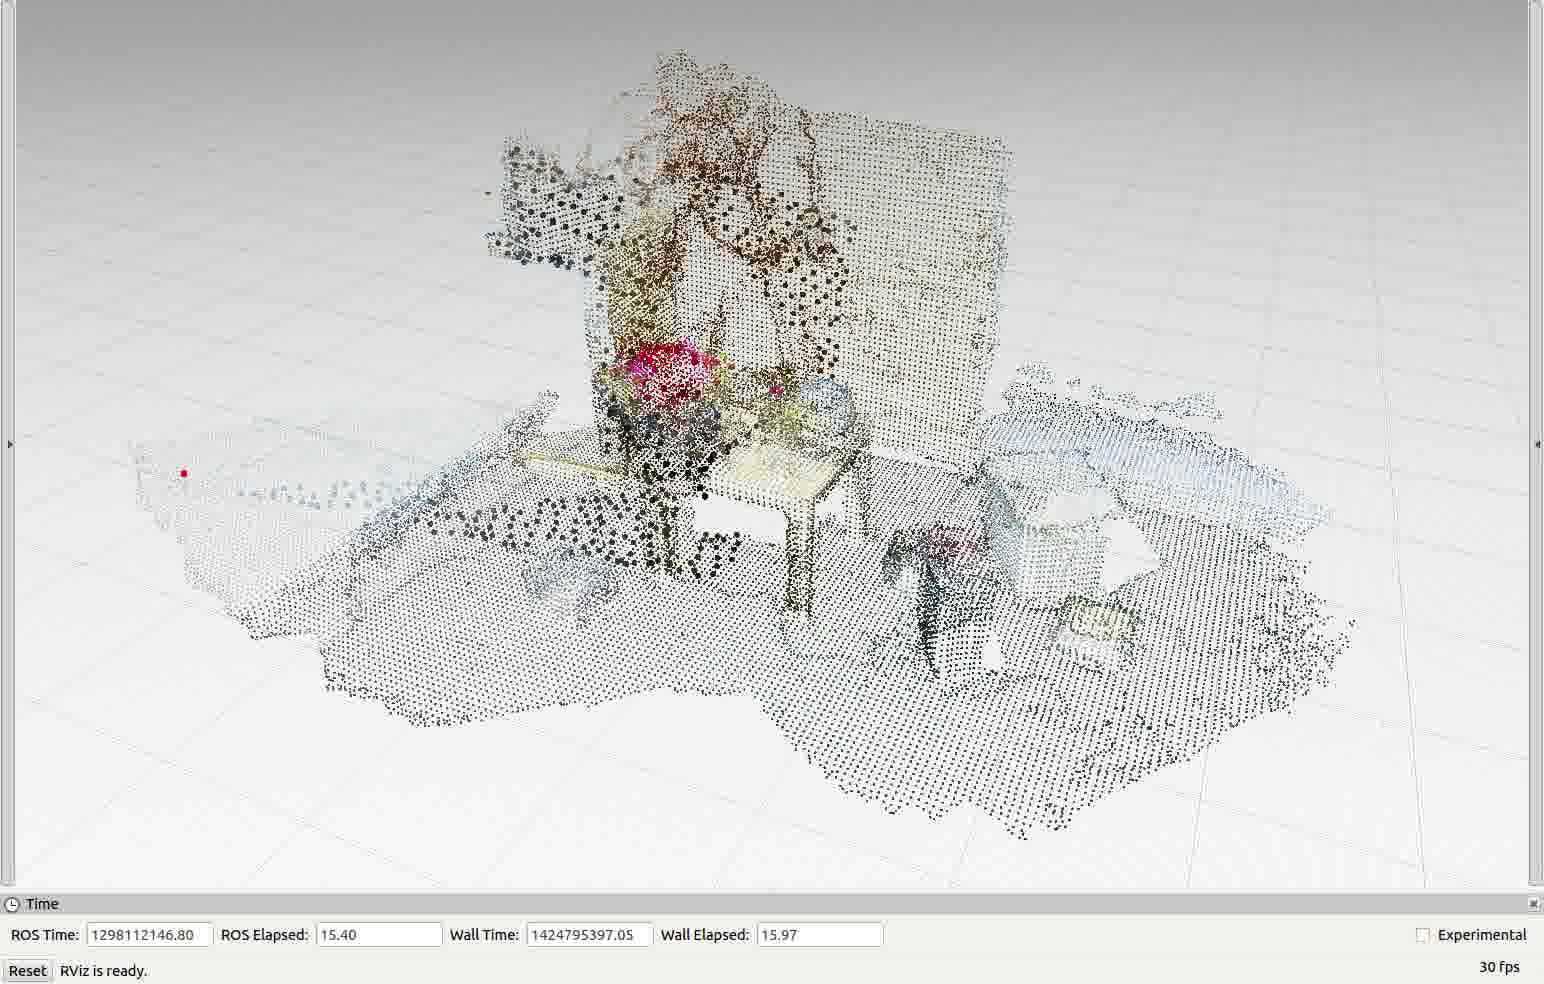 Time
ROS Time: 1298112146.80 ROS Elapsed: 15.40 Wall Time: 1424795397.05 Wall Elapsed: 15.97 Experimental
Reset RViz is ready. 30 fps